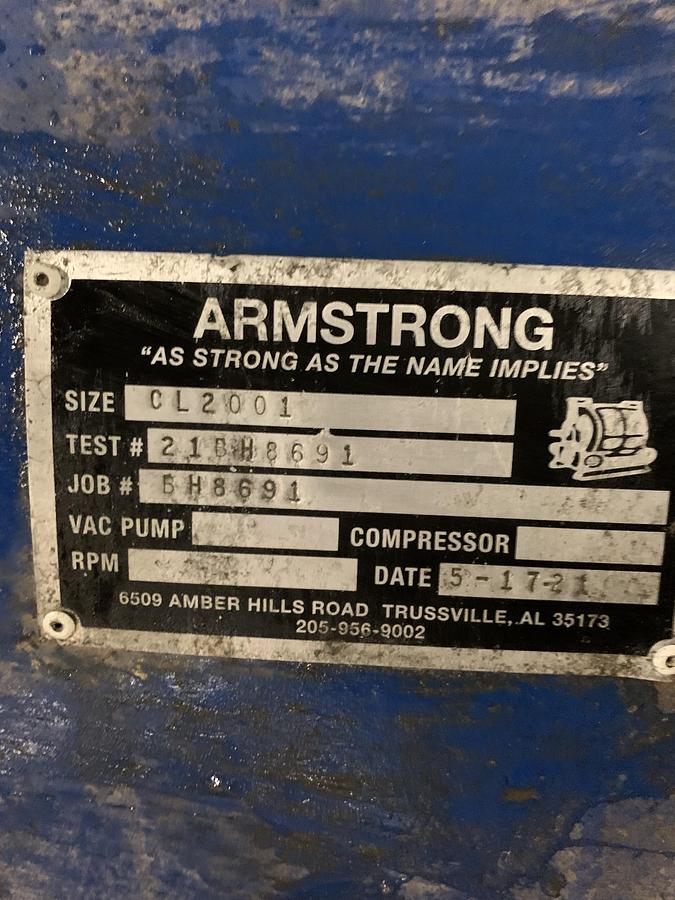 ARMSTRONG
"AS STRONG AS THE NAME IMPLIES"
SIZE CL2001
TEST # 21BH8691
JOB # BH8691
VAC PUMP COMPRESSOR
RPM DATE 5-17-21
6509 AMBER HILLS ROAD TRUSSVILLE, AL 35173
205-956-9002